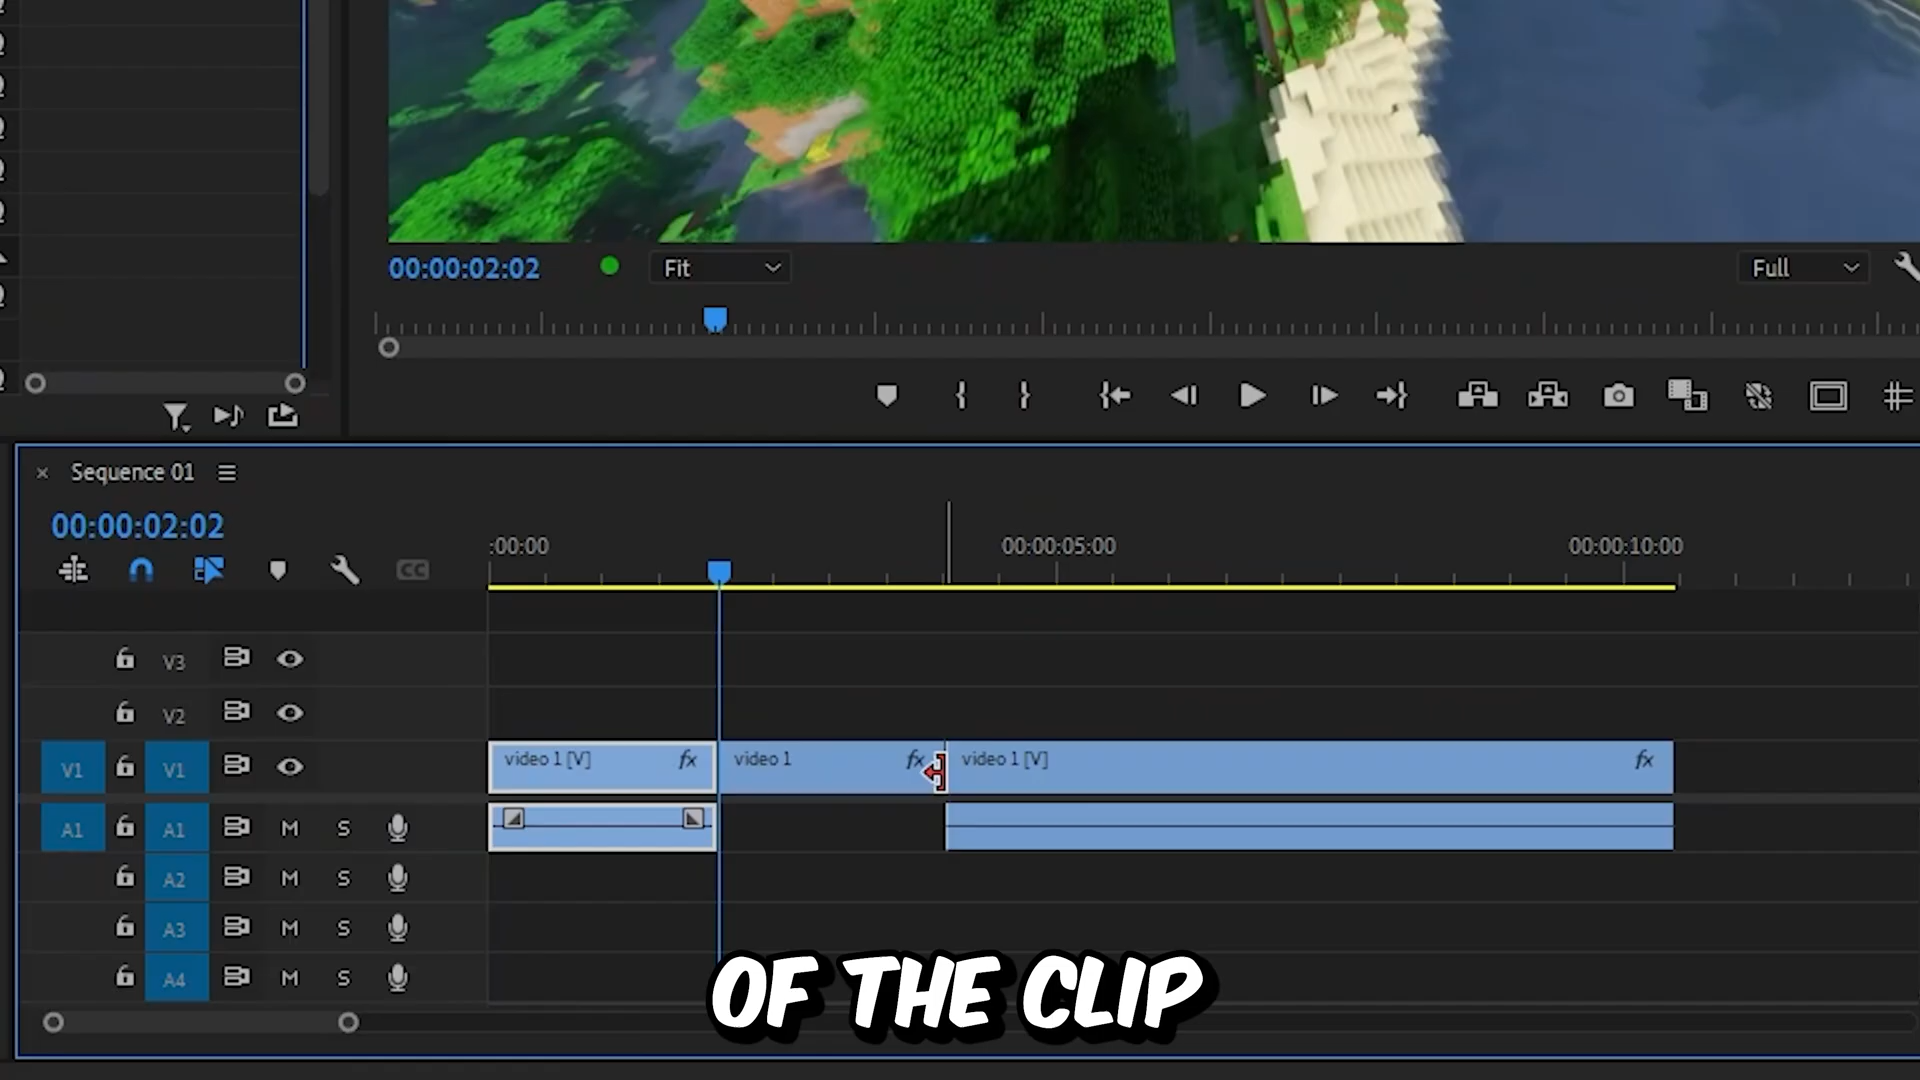 00:00:02:02
Fit
Full
× Sequence 01
00:00:02:02
CC
:00:00
00:00:05:00
00:00:10:00
V3
V2
V1 V1
video 1 [V] fx
video 1 fx
video 1 [V] fx
A1 A1 M S
A2 M S
A3 M S
A4 M S
OF THE CLIP